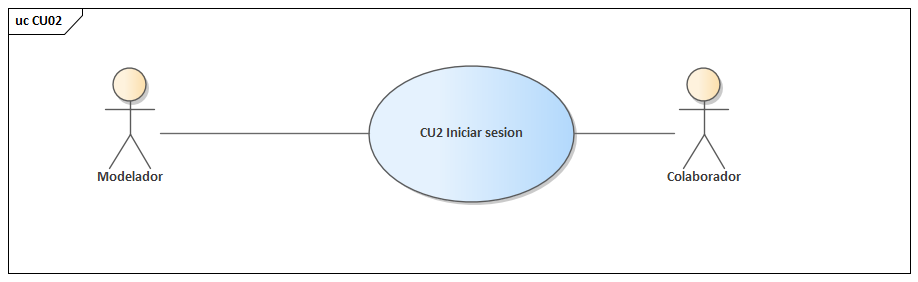 uc CU02
CU2 Iniciar sesion
Modelador
Colaborador